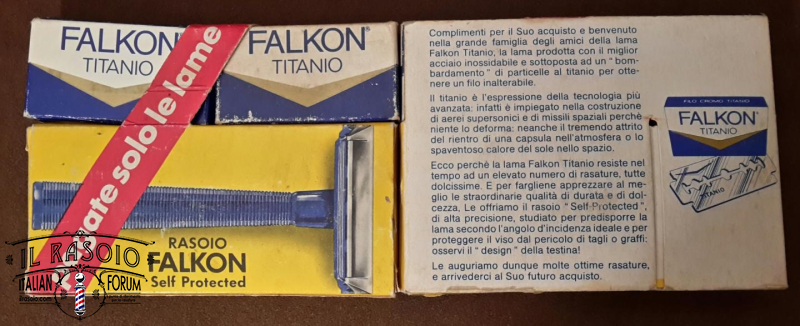 FALKON®
TITANIO
FALKON®
TITANIO
ate solo le lame
RASOIO
FALKON
Self Protected
IL RASOIO
ITALIAN FORUM
ilrasoio.com
Complimenti per il Suo acquisto e benvenuto
nella grande famiglia degli amici della lama
Falkon Titanio, la lama prodotta con il miglior
acciaio inossidabile e sottoposta ad un "bom-
bardamento" di particelle al titanio per otte-
nere un filo inalterabile.
Il titanio è l'espressione della tecnologia più
avanzata: infatti è impiegato nella costruzione
di aerei supersonici e di missili spaziali perché
niente lo deforma: neanche il tremendo attrito
del rientro di una capsula nell'atmosfera o lo
spaventoso calore del sole nello spazio.
Ecco perchè la lama Falkon Titanio resiste nel
tempo ad un elevato numero di rasature, tutte
dolcissime. E per fargliene apprezzare al me-
glio le straordinarie qualità di durata e di dol-
cezza, Le offriamo il rasoio "Self-Protected",
di alta precisione, studiato per predisporre la
lama secondo l'angolo d'incidenza ideale e per
proteggere il viso dal pericolo di tagli o graffi:
osservi il "design" della testina!
Le auguriamo dunque molte ottime rasature,
e arrivederci al Suo futuro acquisto.
FILO CROMO TITANIO
FALKON®
TITANIO
TITANIO